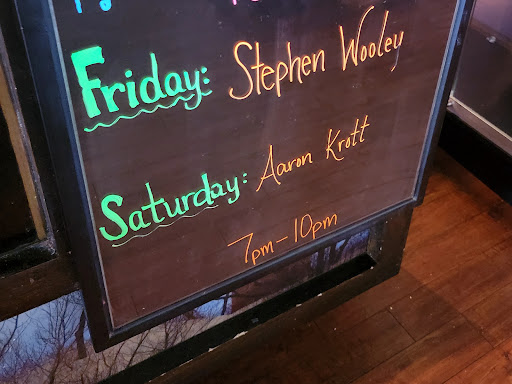 Friday: Stephen Wooley
Saturday: Aaron Krott
7pm-10pm